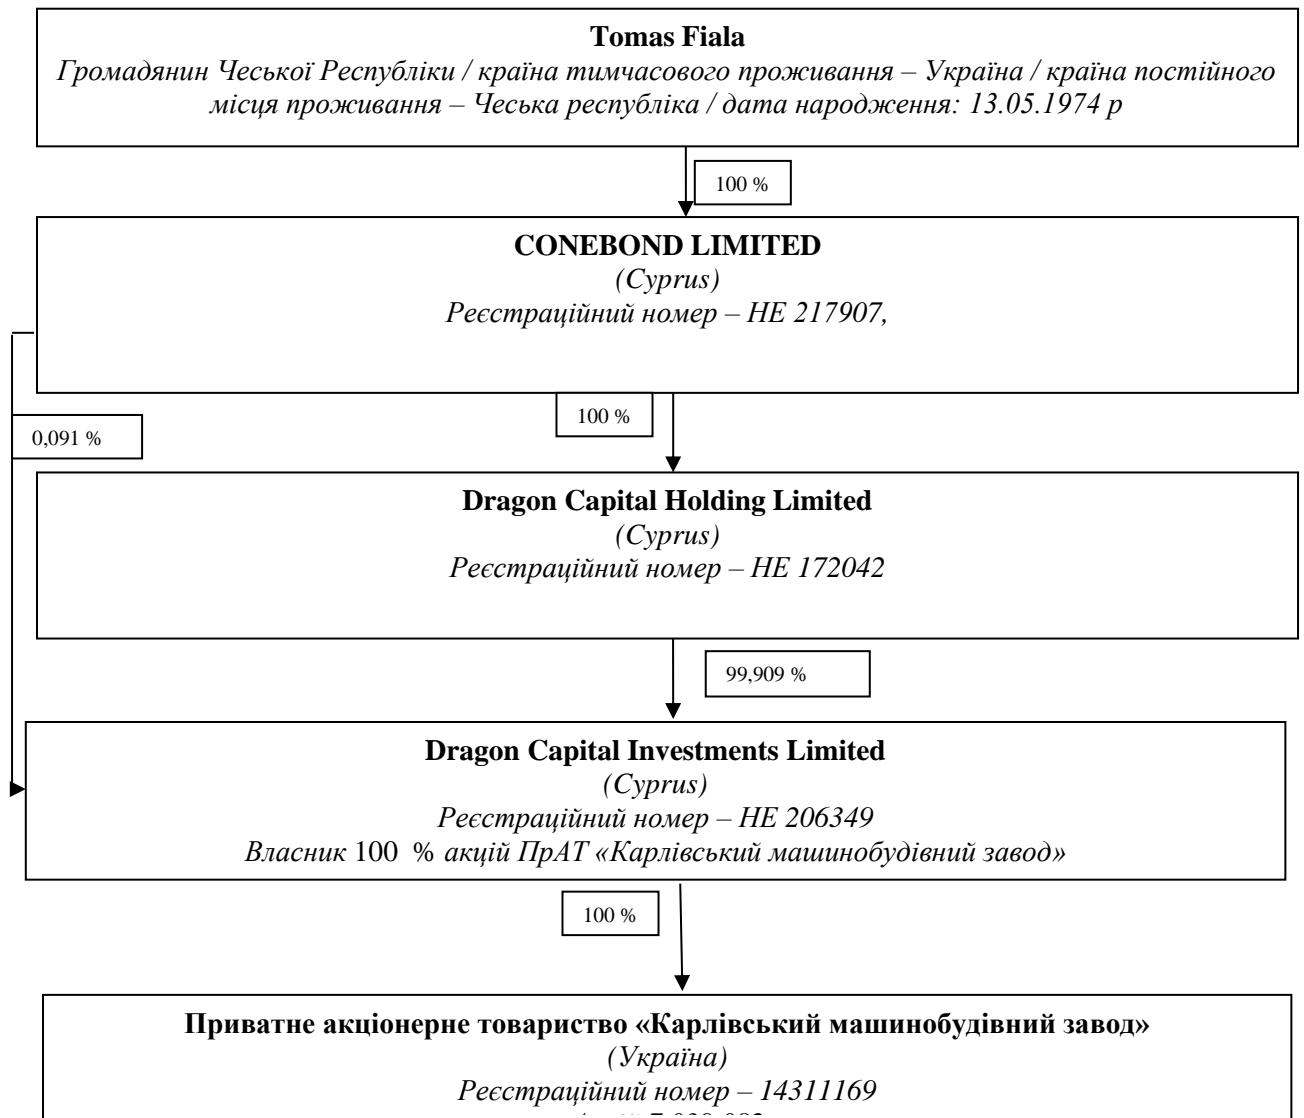 Tomas Fiala
Громадянин Чеської Республіки / країна тимчасового проживання – Україна / країна постійного
місця проживання – Чеська республіка / дата народження: 13.05.1974 р
100 %
CONEBOND LIMITED
(Cyprus)
Реєстраційний номер – HE 217907,
100 %
0,091 %
Dragon Capital Holding Limited
(Cyprus)
Реєстраційний номер – HE 172042
99,909 %
Dragon Capital Investments Limited
(Cyprus)
Реєстраційний номер – HE 206349
Власник 100 % акцій ПрАТ «Карлівський машинобудівний завод»
100 %
Приватне акціонерне товариство «Карлівський машинобудівний завод»
(Україна)
Реєстраційний номер – 14311169